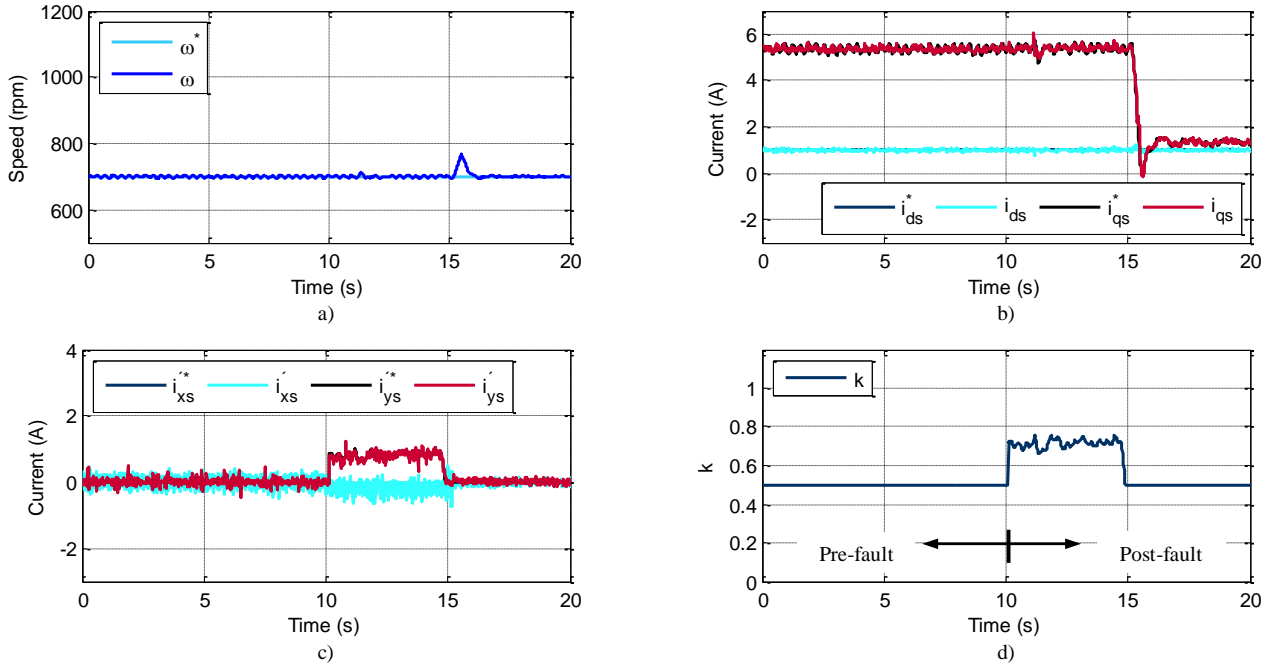 1200
1000
800
600
Speed (rpm)
ω*
ω
0 5 10 15 20
Time (s)
a)
6
4
2
0
-2
Current (A)
i*ds ids i*qs iqs
0 5 10 15 20
Time (s)
b)
4
2
0
-2
Current (A)
i´*xs i´xs i´*ys i´ys
0 5 10 15 20
Time (s)
c)
1
0.7
0.6
0.4
0.2
0
k
k
Pre-fault Post-fault
0 5 10 15 20
Time (s)
d)